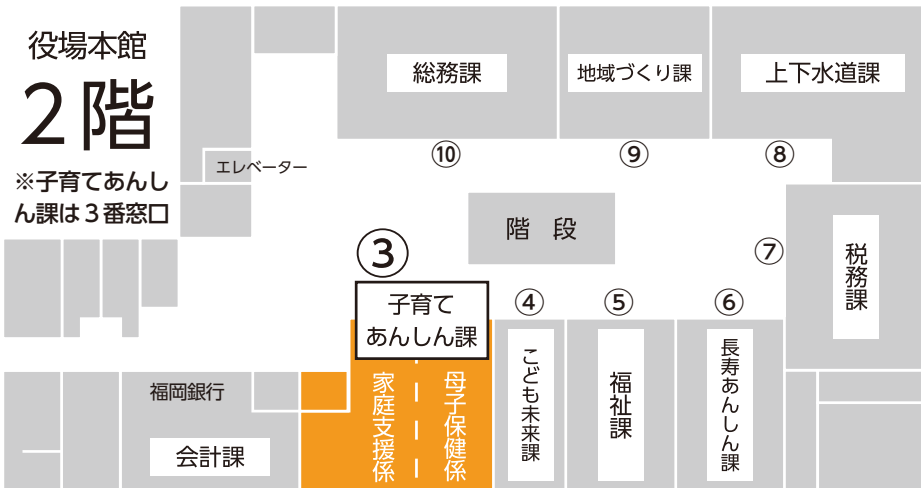 役場本館
2階
※子育てあんし
ん課は3番窓口
総務課
地域づくり課
上下水道課
⑩
⑨
⑧
エレベーター
階 段
⑦
税務課
③
子育て
あんしん課
家庭支援係
母子保健係
④
こども未来課
⑤
福祉課
⑥
長寿あんしん課
福岡銀行
会計課